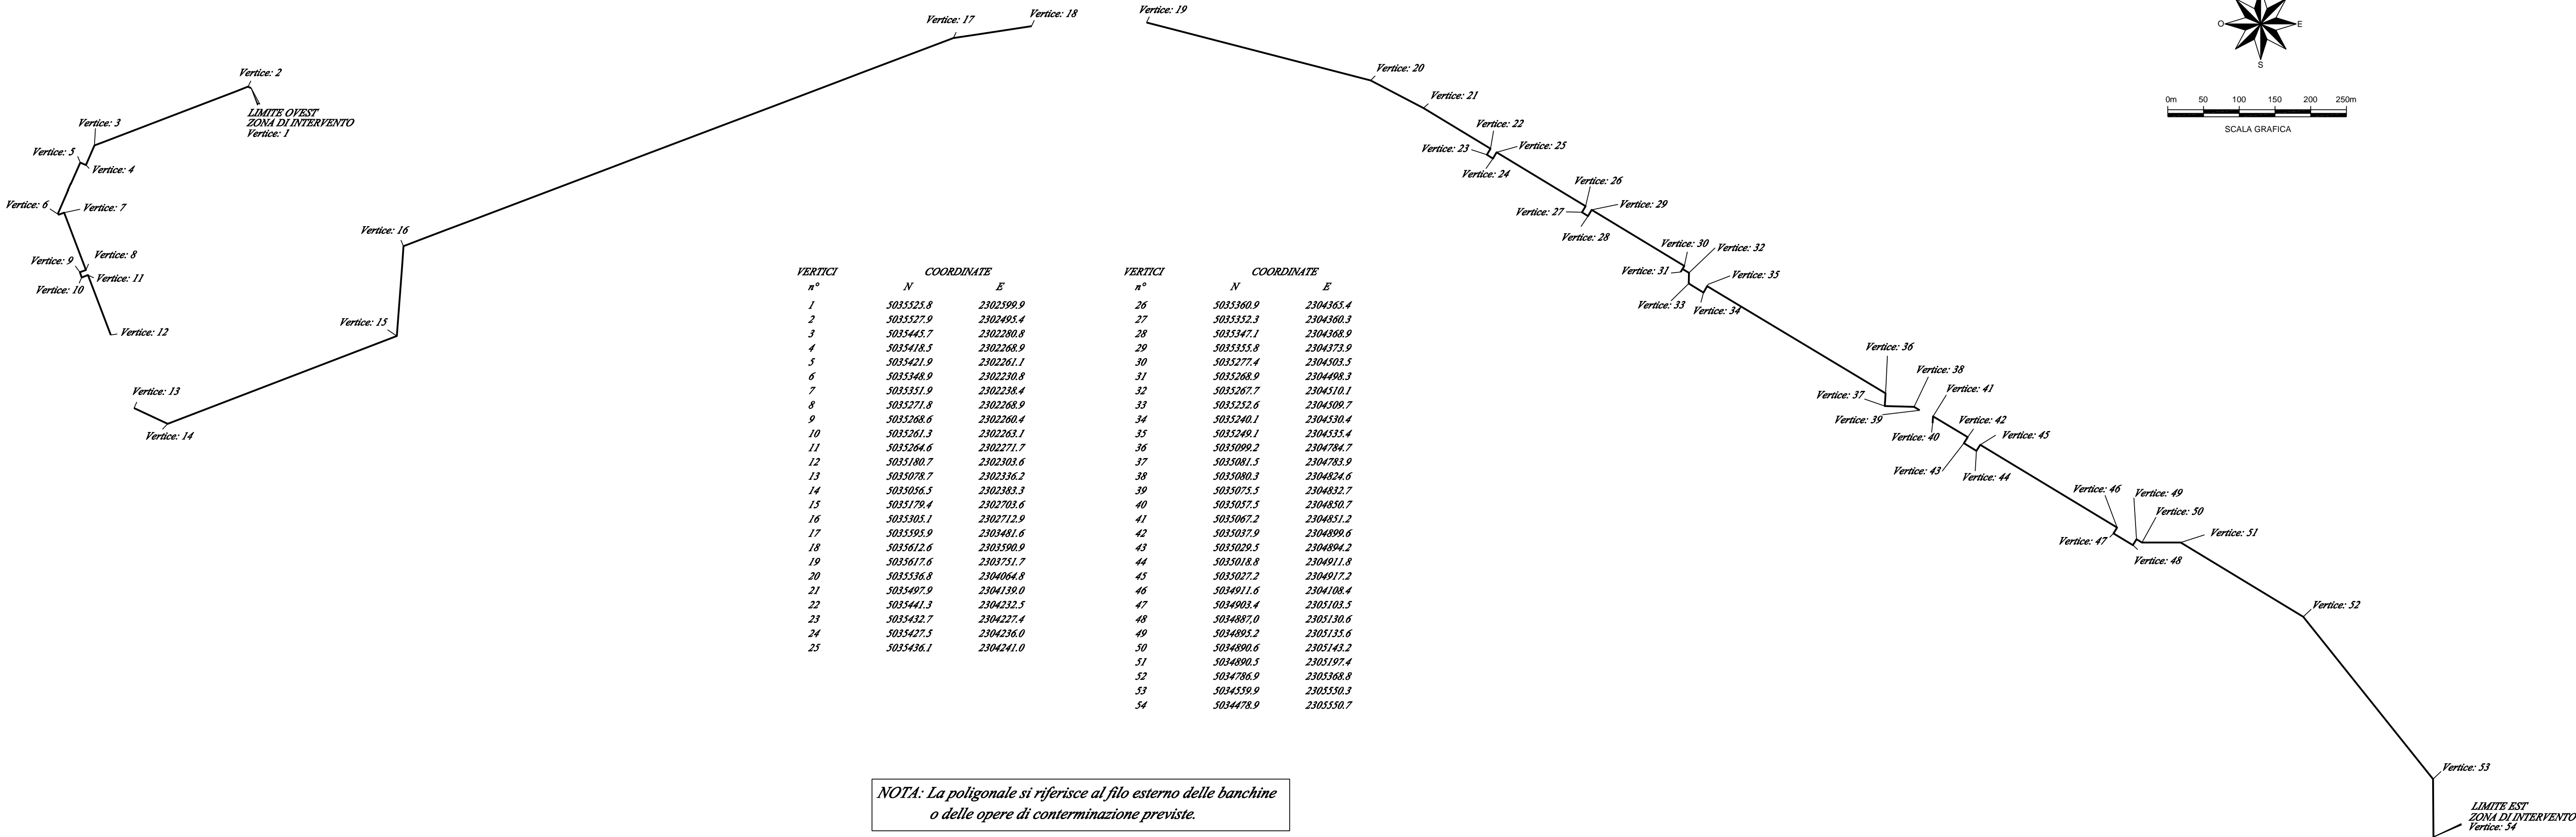 Vertice: 17
Vertice: 18
Vertice: 19
O
E
S
Vertice: 2
Vertice: 20
LIMITE OVEST
ZONA DI INTERVENTO
Vertice: 1
Vertice: 21
0m 50 100 150 200 250m
SCALA GRAFICA
Vertice: 3
Vertice: 22
Vertice: 5
Vertice: 4
Vertice: 23
Vertice: 25
Vertice: 24
Vertice: 6
Vertice: 7
Vertice: 26
Vertice: 27
Vertice: 29
Vertice: 28
Vertice: 16
Vertice: 8
Vertice: 9
Vertice: 11
Vertice: 10
Vertice: 30
Vertice: 32
Vertice: 31
Vertice: 35
Vertice: 33
Vertice: 34
Vertice: 12
Vertice: 15
Vertice: 13
Vertice: 14
Vertice: 36
Vertice: 38
Vertice: 37
Vertice: 41
Vertice: 39
Vertice: 40
Vertice: 42
Vertice: 45
Vertice: 43
Vertice: 44
Vertice: 46
Vertice: 49
Vertice: 50
Vertice: 47
Vertice: 51
Vertice: 48
Vertice: 52
Vertice: 53
LIMITE EST
ZONA DI INTERVENTO
Vertice: 54
VERTICI COORDINATE
n° N E
1 5035525.8 2302599.9
2 5035527.9 2302495.4
3 5035445.7 2302280.8
4 5035418.5 2302268.9
5 5035421.9 2302261.1
6 5035348.9 2302230.8
7 5035351.9 2302238.4
8 5035271.8 2302268.9
9 5035268.6 2302260.4
10 5035261.3 2302263.1
11 5035264.6 2302271.7
12 5035180.7 2302303.6
13 5035078.7 2302336.2
14 5035056.5 2302383.3
15 5035179.4 2302703.6
16 5035305.1 2302712.9
17 5035595.9 2303481.6
18 5035612.6 2303590.9
19 5035617.6 2303751.7
20 5035536.8 2304064.8
21 5035497.9 2304139.0
22 5035441.3 2304232.5
23 5035432.7 2304227.4
24 5035427.5 2304236.0
25 5035436.1 2304241.0
VERTICI COORDINATE
n° N E
26 5035360.9 2304365.4
27 5035352.3 2304360.3
28 5035347.1 2304368.9
29 5035355.8 2304373.9
30 5035277.4 2304503.5
31 5035268.9 2304498.3
32 5035267.7 2304510.1
33 5035252.6 2304509.7
34 5035240.1 2304530.4
35 5035249.1 2304535.4
36 5035099.2 2304784.7
37 5035081.5 2304783.9
38 5035080.3 2304824.6
39 5035075.5 2304832.7
40 5035057.5 2304850.7
41 5035067.2 2304851.2
42 5035037.9 2304899.6
43 5035029.5 2304894.2
44 5035018.8 2304911.8
45 5035027.2 2304917.2
46 5034911.6 2304108.4
47 5034903.4 2305103.5
48 5034887,0 2305130.6
49 5034895.2 2305135.6
50 5034890.6 2305143.2
51 5034890.5 2305197.4
52 5034786.9 2305368.8
53 5034559.9 2305550.3
54 5034478.9 2305550.7
NOTA: La poligonale si riferisce al filo esterno delle banchine
o delle opere di conterminazione previste.